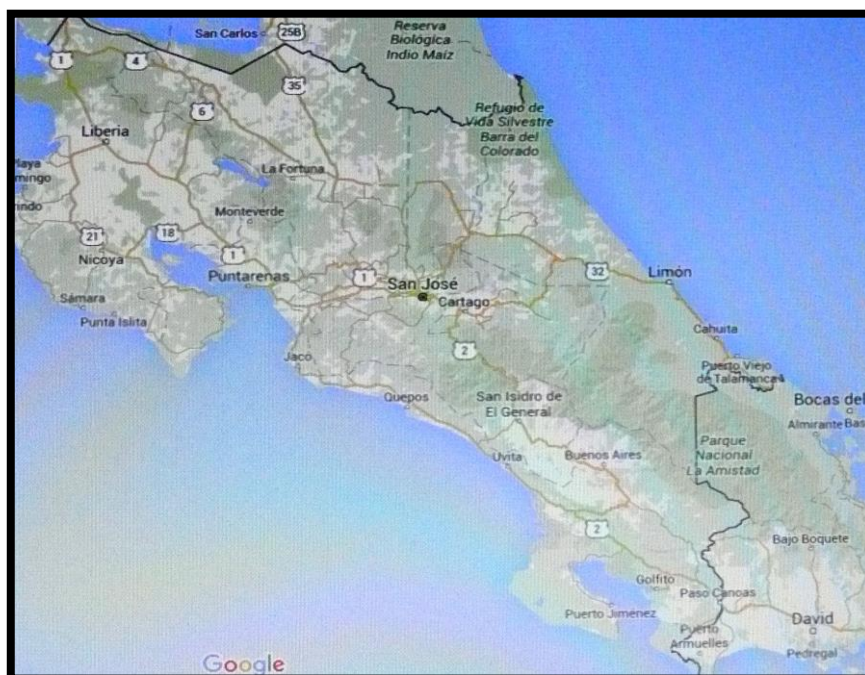 San Carlos
25B
Reserva
Biológica
Indio Maíz
1
4
35
6
Refugio de
Vida Silvestre
Barra del
Colorado
Liberia
La Fortuna
Monteverde
21
18
1
Nicoya
Puntarenas
1
San José
32
Limón
Cartago
Sámara
Punta Islita
2
Cahuita
Jacó
Puerto Viejo
de Talamanca
Quepos
San Isidro de
El General
Bocas del
Almirante
Parque
Nacional
La Amistad
Uvita
Buenos Aires
2
Bajo Boquete
Golfito
Paso Canoas
Puerto Jiménez
David
Puerto
Armuelles
Pedregal
Google